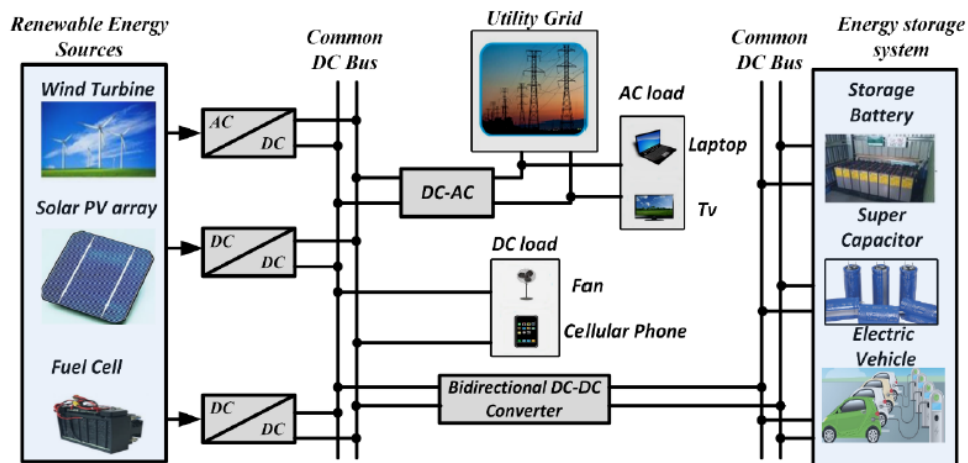 Renewable Energy
Sources
Wind Turbine
Solar PV array
Fuel Cell
AC
DC
DC
DC
DC
DC
Common
DC Bus
Utility Grid
DC-AC
AC load
Laptop
Tv
DC load
Fan
Cellular Phone
Bidirectional DC-DC
Converter
Common
DC Bus
Energy storage
system
Storage
Battery
Super
Capacitor
Electric
Vehicle